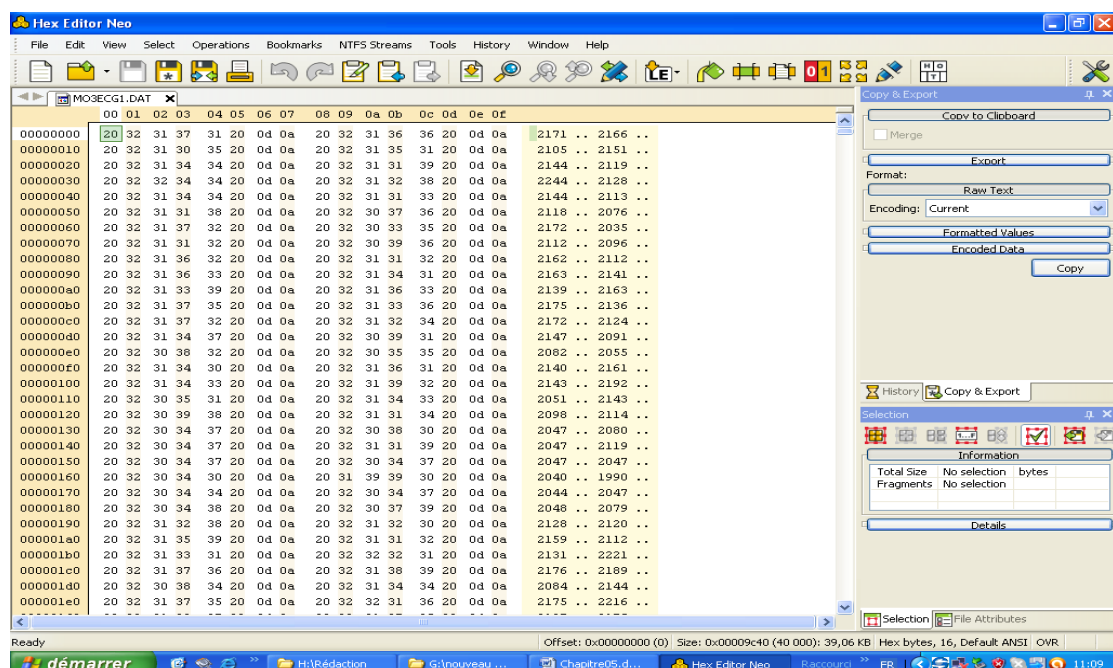 Hex Editor Neo
File Edit View Select Operations Bookmarks NTFS Streams Tools History Window Help
MO3ECG1.DAT
00 01 02 03 04 05 06 07 08 09 0a 0b 0c 0d 0e 0f
00000000 20 32 31 37 31 20 0d 0a 20 32 31 36 36 20 0d 0a 2171 .. 2166 ..
00000010 20 32 31 30 35 20 0d 0a 20 32 31 35 31 20 0d 0a 2105 .. 2151 ..
00000020 20 32 31 34 34 20 0d 0a 20 32 31 31 39 20 0d 0a 2144 .. 2119 ..
00000030 20 32 32 34 34 20 0d 0a 20 32 31 32 38 20 0d 0a 2244 .. 2128 ..
00000040 20 32 31 34 34 20 0d 0a 20 32 31 31 33 20 0d 0a 2144 .. 2113 ..
00000050 20 32 31 31 38 20 0d 0a 20 32 30 37 36 20 0d 0a 2118 .. 2076 ..
00000060 20 32 31 37 32 20 0d 0a 20 32 30 33 35 20 0d 0a 2172 .. 2035 ..
00000070 20 32 31 31 32 20 0d 0a 20 32 30 39 36 20 0d 0a 2112 .. 2096 ..
00000080 20 32 31 36 32 20 0d 0a 20 32 31 31 32 20 0d 0a 2162 .. 2112 ..
00000090 20 32 31 36 33 20 0d 0a 20 32 31 34 31 20 0d 0a 2163 .. 2141 ..
000000a0 20 32 31 33 39 20 0d 0a 20 32 31 36 33 20 0d 0a 2139 .. 2163 ..
000000b0 20 32 31 37 35 20 0d 0a 20 32 31 33 36 20 0d 0a 2175 .. 2136 ..
000000c0 20 32 31 37 32 20 0d 0a 20 32 31 32 34 20 0d 0a 2172 .. 2124 ..
000000d0 20 32 31 34 37 20 0d 0a 20 32 30 39 31 20 0d 0a 2147 .. 2091 ..
000000e0 20 32 30 38 32 20 0d 0a 20 32 30 35 35 20 0d 0a 2082 .. 2055 ..
000000f0 20 32 31 34 30 20 0d 0a 20 32 31 36 31 20 0d 0a 2140 .. 2161 ..
00000100 20 32 31 34 33 20 0d 0a 20 32 31 39 32 20 0d 0a 2143 .. 2192 ..
00000110 20 32 30 35 31 20 0d 0a 20 32 31 34 33 20 0d 0a 2051 .. 2143 ..
00000120 20 32 30 39 38 20 0d 0a 20 32 31 31 34 20 0d 0a 2098 .. 2114 ..
00000130 20 32 30 34 37 20 0d 0a 20 32 30 38 30 20 0d 0a 2047 .. 2080 ..
00000140 20 32 30 34 37 20 0d 0a 20 32 31 31 39 20 0d 0a 2047 .. 2119 ..
00000150 20 32 30 34 37 20 0d 0a 20 32 30 34 37 20 0d 0a 2047 .. 2047 ..
00000160 20 32 30 34 30 20 0d 0a 20 31 39 39 30 20 0d 0a 2040 .. 1990 ..
00000170 20 32 30 34 34 20 0d 0a 20 32 30 34 37 20 0d 0a 2044 .. 2047 ..
00000180 20 32 30 34 38 20 0d 0a 20 32 30 37 39 20 0d 0a 2048 .. 2079 ..
00000190 20 32 31 32 38 20 0d 0a 20 32 31 32 30 20 0d 0a 2128 .. 2120 ..
000001a0 20 32 31 35 39 20 0d 0a 20 32 31 31 32 20 0d 0a 2159 .. 2112 ..
000001b0 20 32 31 33 31 20 0d 0a 20 32 32 32 31 20 0d 0a 2131 .. 2221 ..
000001c0 20 32 31 37 36 20 0d 0a 20 32 31 38 39 20 0d 0a 2176 .. 2189 ..
000001d0 20 32 30 38 34 20 0d 0a 20 32 31 34 34 20 0d 0a 2084 .. 2144 ..
000001e0 20 32 31 37 35 20 0d 0a 20 32 32 31 36 20 0d 0a 2175 .. 2216 ..
Copy & Export
Copy to Clipboard
Merge
Export
Format:
Raw Text
Encoding: Current
Formatted Values
Encoded Data
Copy
History Copy & Export
Selection
Information
Total Size No selection bytes
Fragments No selection
Details
Selection File Attributes
Ready Offset: 0x00000000 (0) Size: 0x00009c40 (40 000): 39,06 KB Hex bytes, 16, Default ANSI OVR
démarrer H:\Rédaction G:\nouveau ... Chapitre05.d... Hex Editor Neo Raccourci FR 11:09